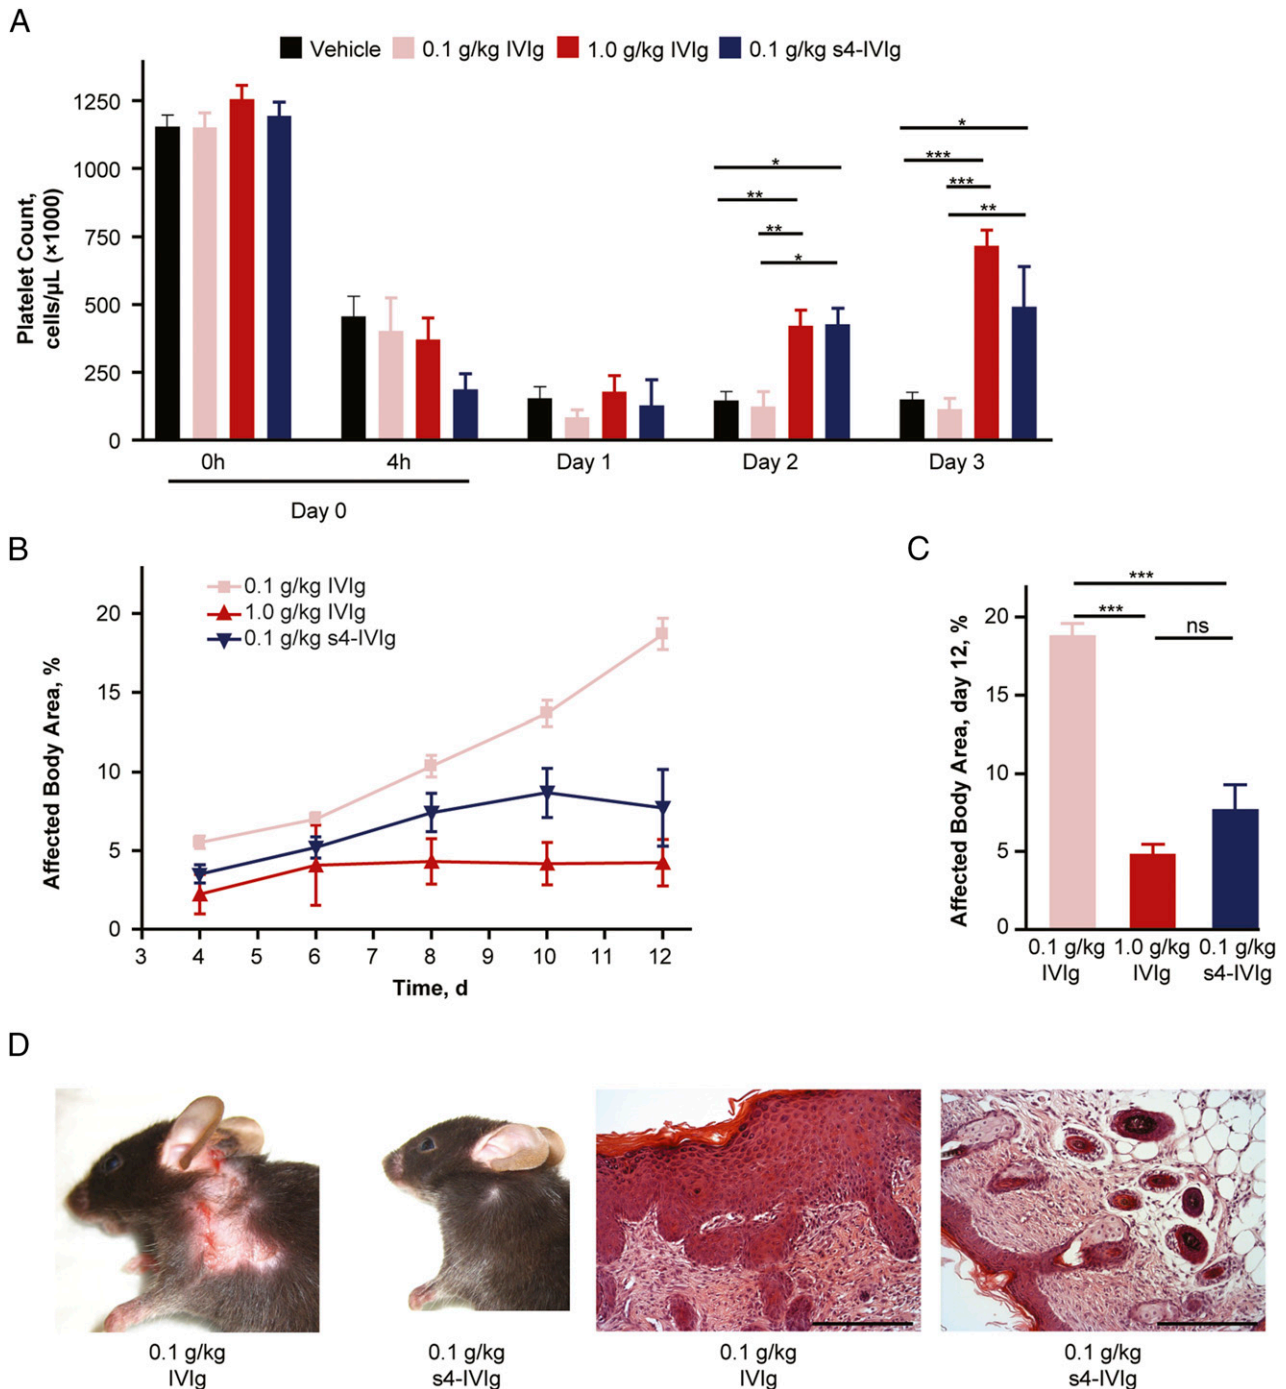 A
Vehicle 0.1 g/kg IVIg 1.0 g/kg IVIg 0.1 g/kg s4-IVIg
Platelet Count,
cells/µL (×1000)
1250
1000
750
500
250
0
*
**
**
*
*
***
***
**
0h 4h Day 1 Day 2 Day 3
Day 0
B
0.1 g/kg IVIg
1.0 g/kg IVIg
0.1 g/kg s4-IVIg
Affected Body Area, %
20
15
10
5
0
3 4 5 6 7 8 9 10 11 12
Time, d
C
Affected Body Area, day 12, %
20
15
10
5
0
***
***
ns
0.1 g/kg 1.0 g/kg 0.1 g/kg
IVIg IVIg s4-IVIg
D
0.1 g/kg 0.1 g/kg 0.1 g/kg 0.1 g/kg
IVIg s4-IVIg IVIg s4-IVIg